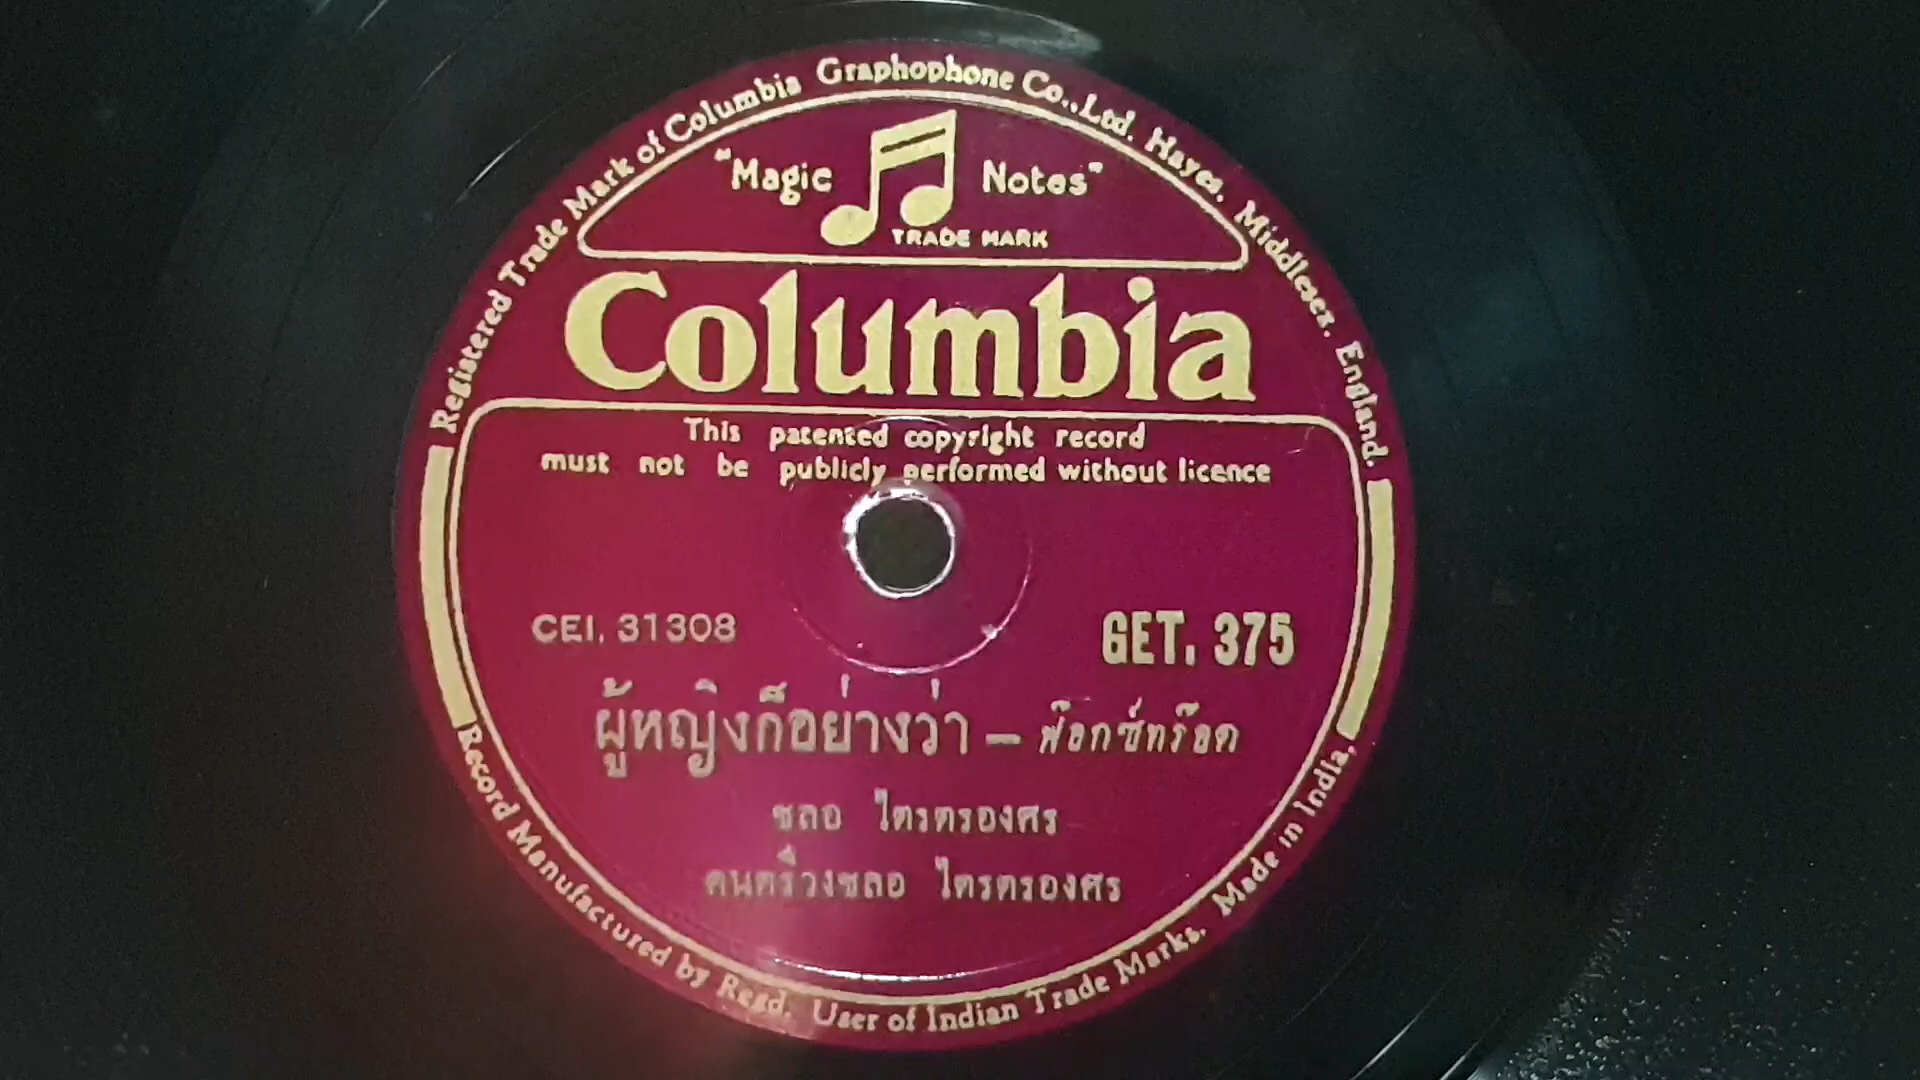 Registered Trade Mark of Columbia Graphophone Co., Ltd. Hayes. Middlesex. England.
"Magic Notes"
TRADE MARK
Columbia
This patented copyright record
must not be publicly performed without licence
CEI, 31308
GET. 375
ผู้หญิงก็อย่างว่า – ฟ๊อกซ์ทร๊อต
ชลอ ไตรตรองศร
ดนตรีวงชลอ ไตรตรองศร
Record Manufactured by Regd. User of Indian Trade Marks. Made in India,